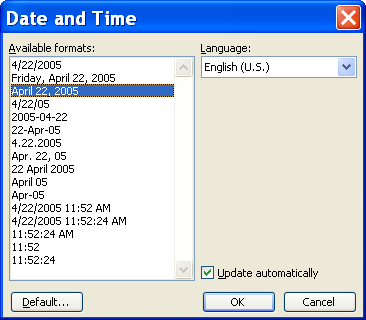 Date and Time
Available formats:
Language:
4/22/2005
Friday, April 22, 2005
April 22, 2005
4/22/05
2005-04-22
22-Apr-05
4.22.2005
Apr. 22, 05
22 April 2005
April 05
Apr-05
4/22/2005 11:52 AM
4/22/2005 11:52:24 AM
11:52:24 AM
11:52
11:52:24
English (U.S.)
Update automatically
Default...
OK
Cancel